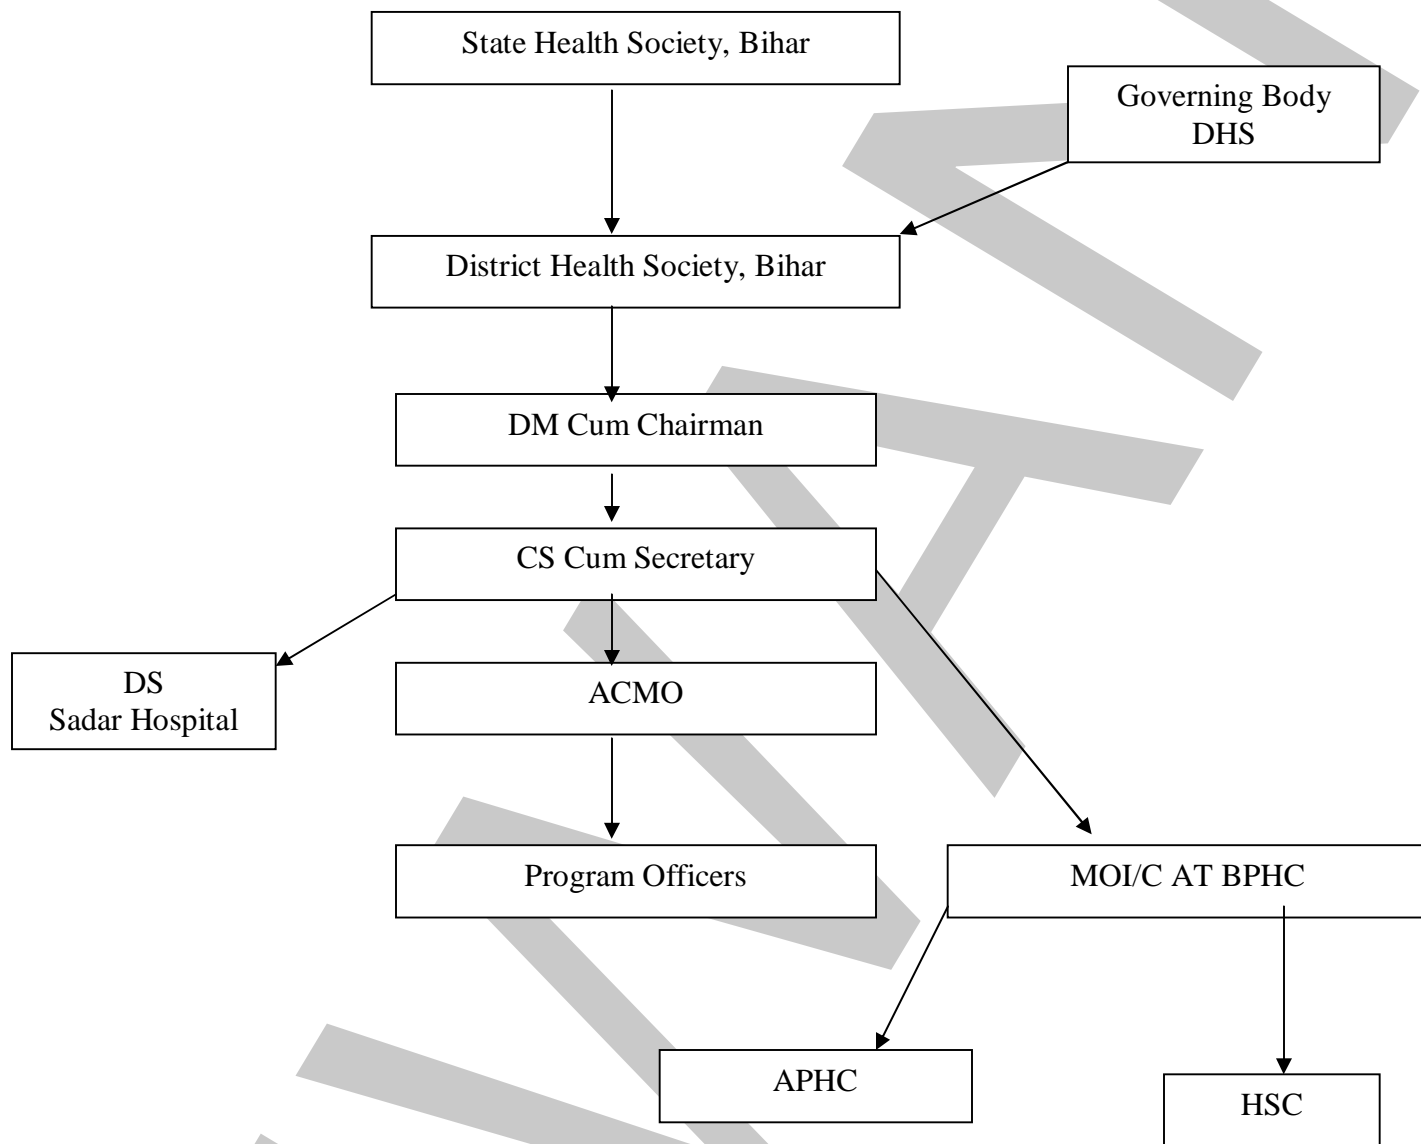 State Health Society, Bihar
Governing Body
DHS
District Health Society, Bihar
DM Cum Chairman
CS Cum Secretary
DS
Sadar Hospital
ACMO
Program Officers
MOI/C AT BPHC
APHC
HSC